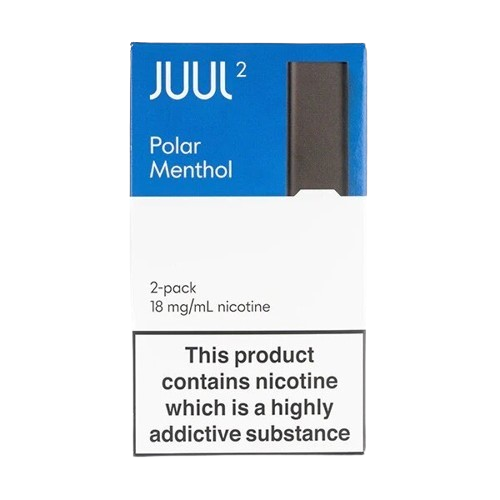 JUUL²
Polar
Menthol
2-pack
18 mg/mL nicotine
This product
contains nicotine
which is a highly
addictive substance